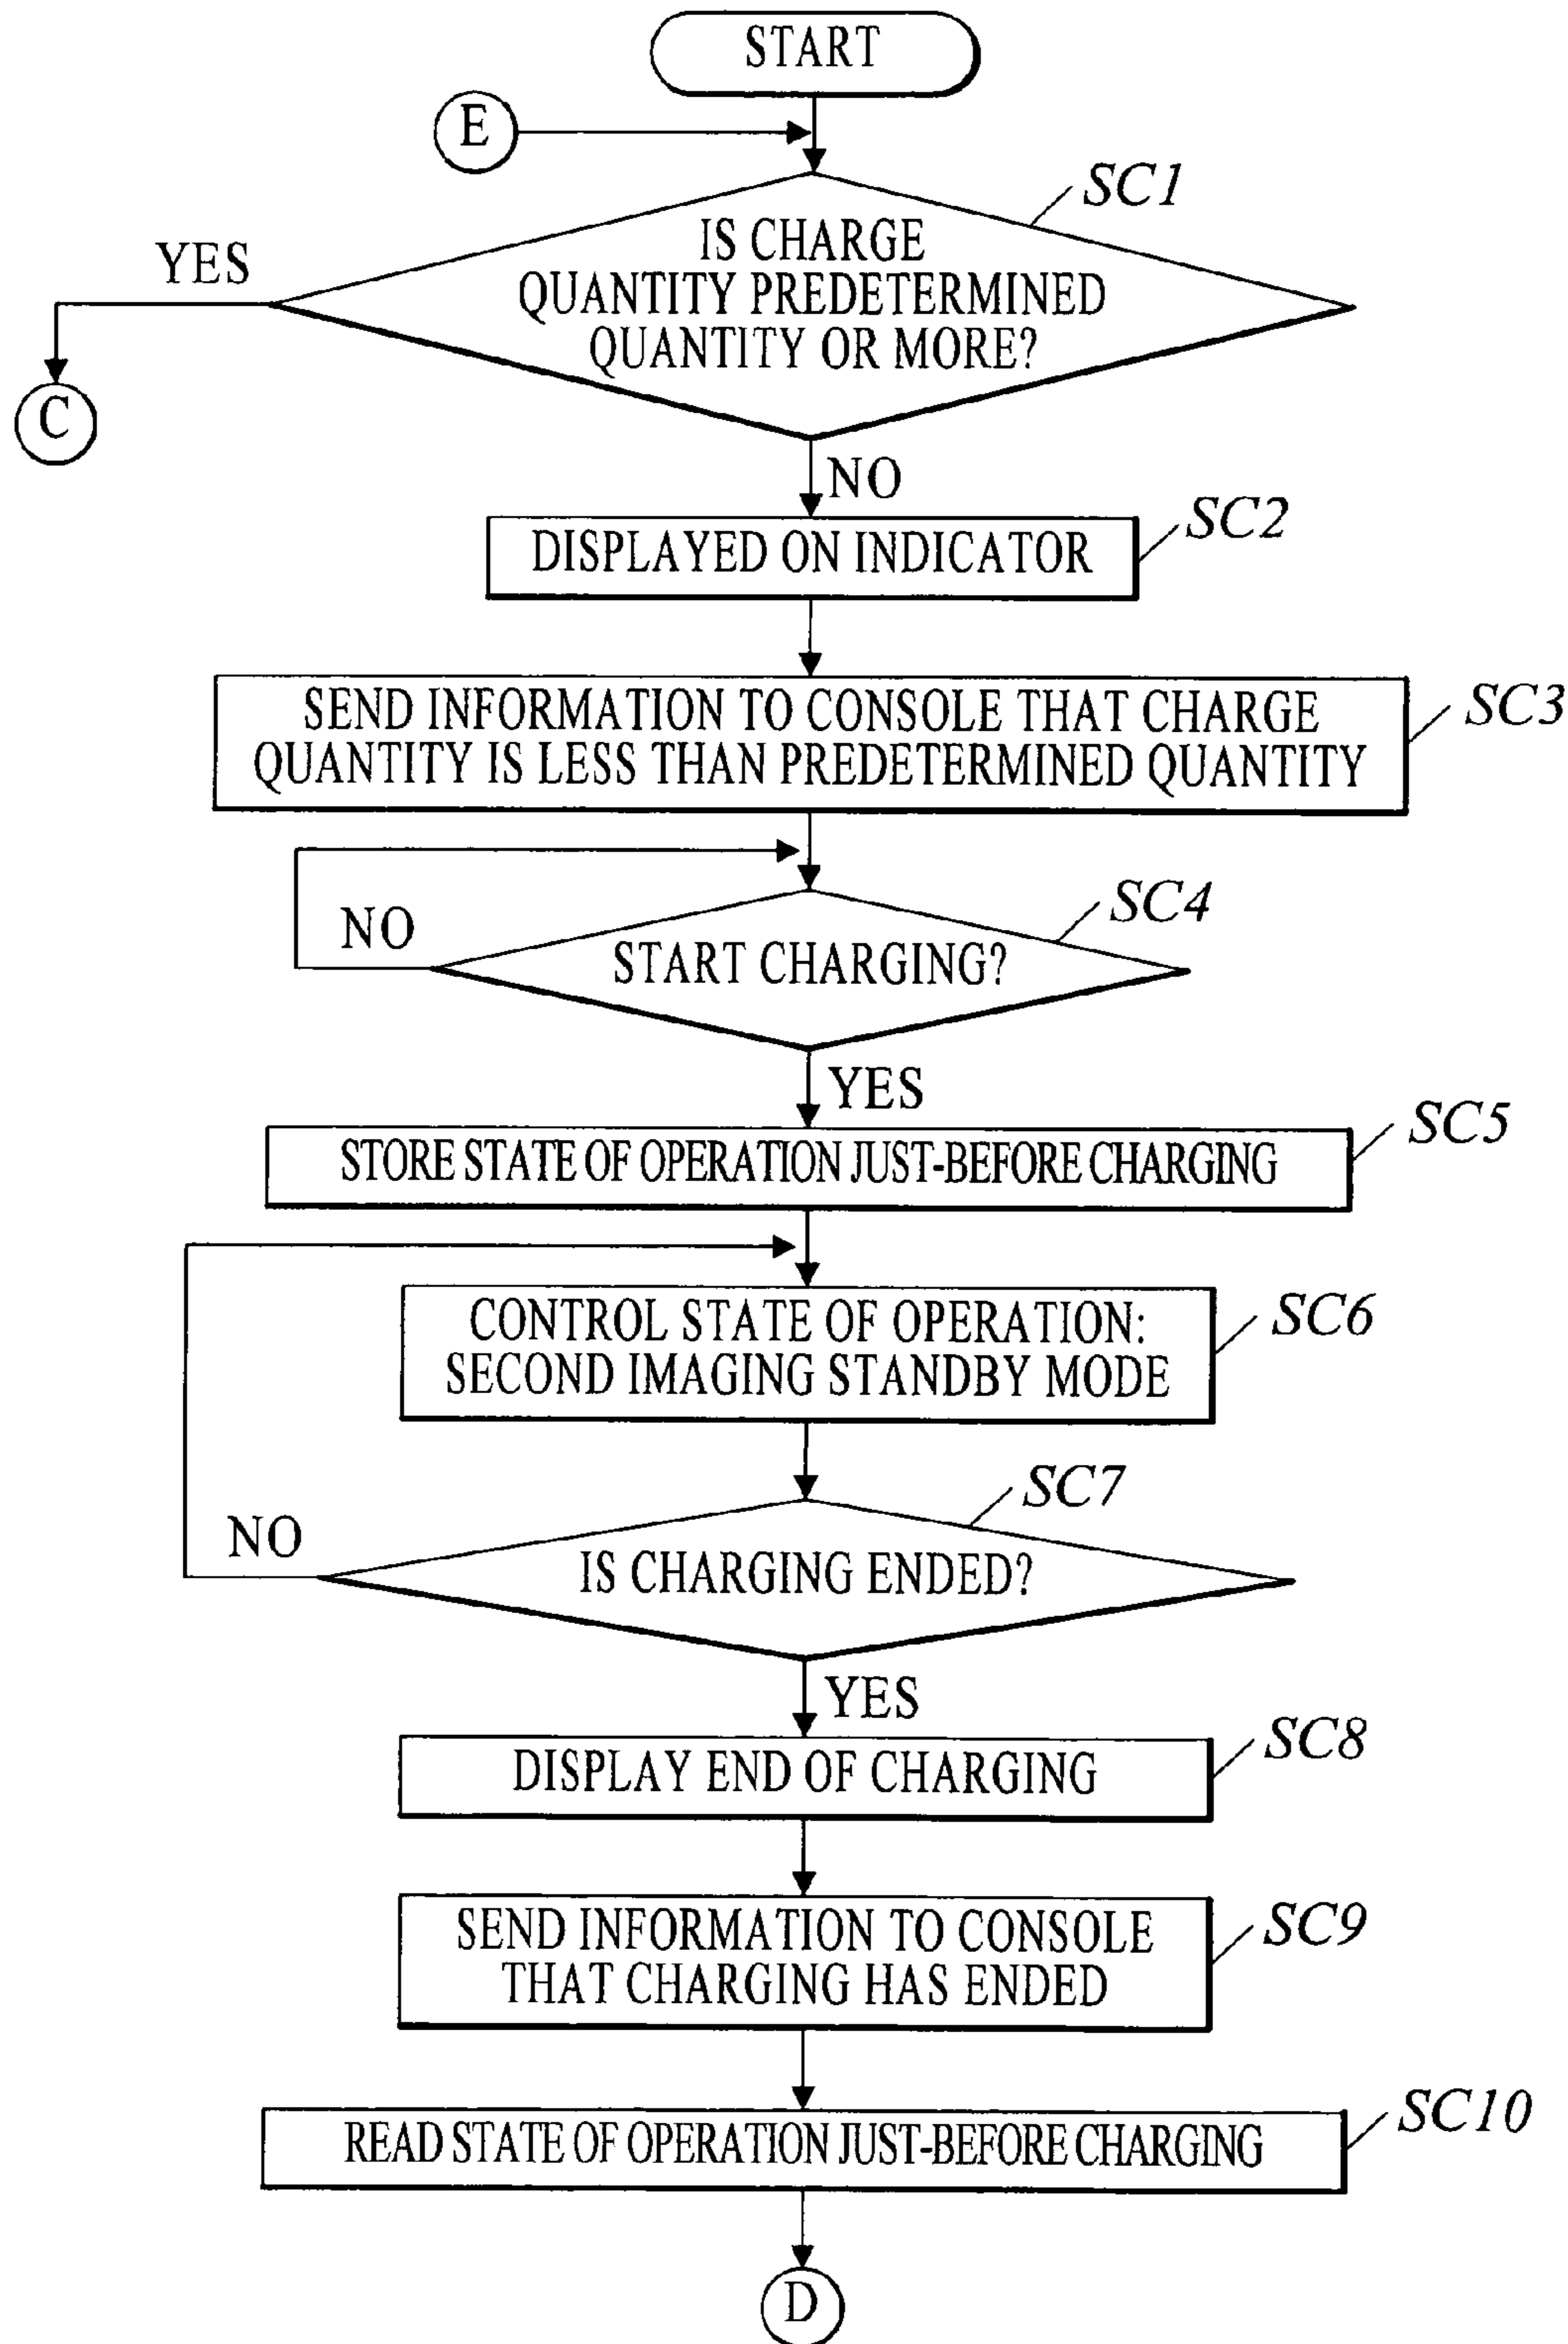 START
E
SC1
YES
IS CHARGE
QUANTITY PREDETERMINED
QUANTITY OR MORE?
C
NO
SC2
DISPLAYED ON INDICATOR
SC3
SEND INFORMATION TO CONSOLE THAT CHARGE
QUANTITY IS LESS THAN PREDETERMINED QUANTITY
SC4
NO
START CHARGING?
YES
SC5
STORE STATE OF OPERATION JUST-BEFORE CHARGING
SC6
CONTROL STATE OF OPERATION:
SECOND IMAGING STANDBY MODE
SC7
NO
IS CHARGING ENDED?
YES
SC8
DISPLAY END OF CHARGING
SC9
SEND INFORMATION TO CONSOLE
THAT CHARGING HAS ENDED
SC10
READ STATE OF OPERATION JUST-BEFORE CHARGING
D